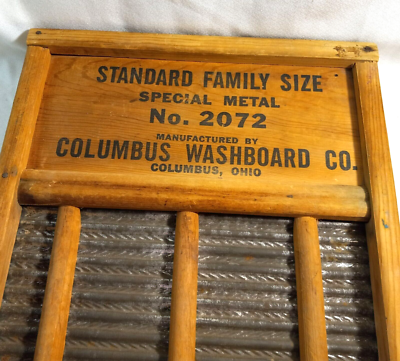 STANDARD FAMILY SIZE
SPECIAL METAL
No. 2072
MANUFACTURED BY
COLUMBUS WASHBOARD CO.
COLUMBUS, OHIO